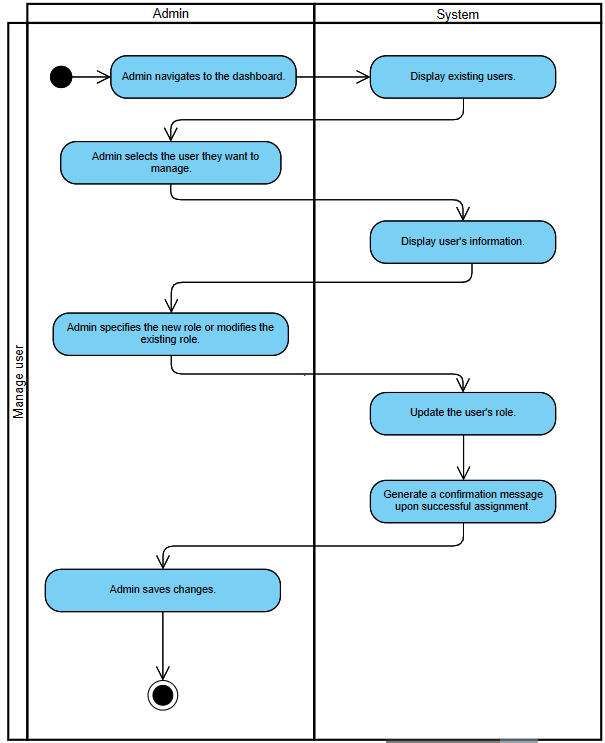 Admin
System
Manage user
Admin navigates to the dashboard.
Display existing users.
Admin selects the user they want to
manage.
Display user's information.
Admin specifies the new role or modifies the
existing role.
Update the user's role.
Generate a confirmation message
upon successful assignment.
Admin saves changes.